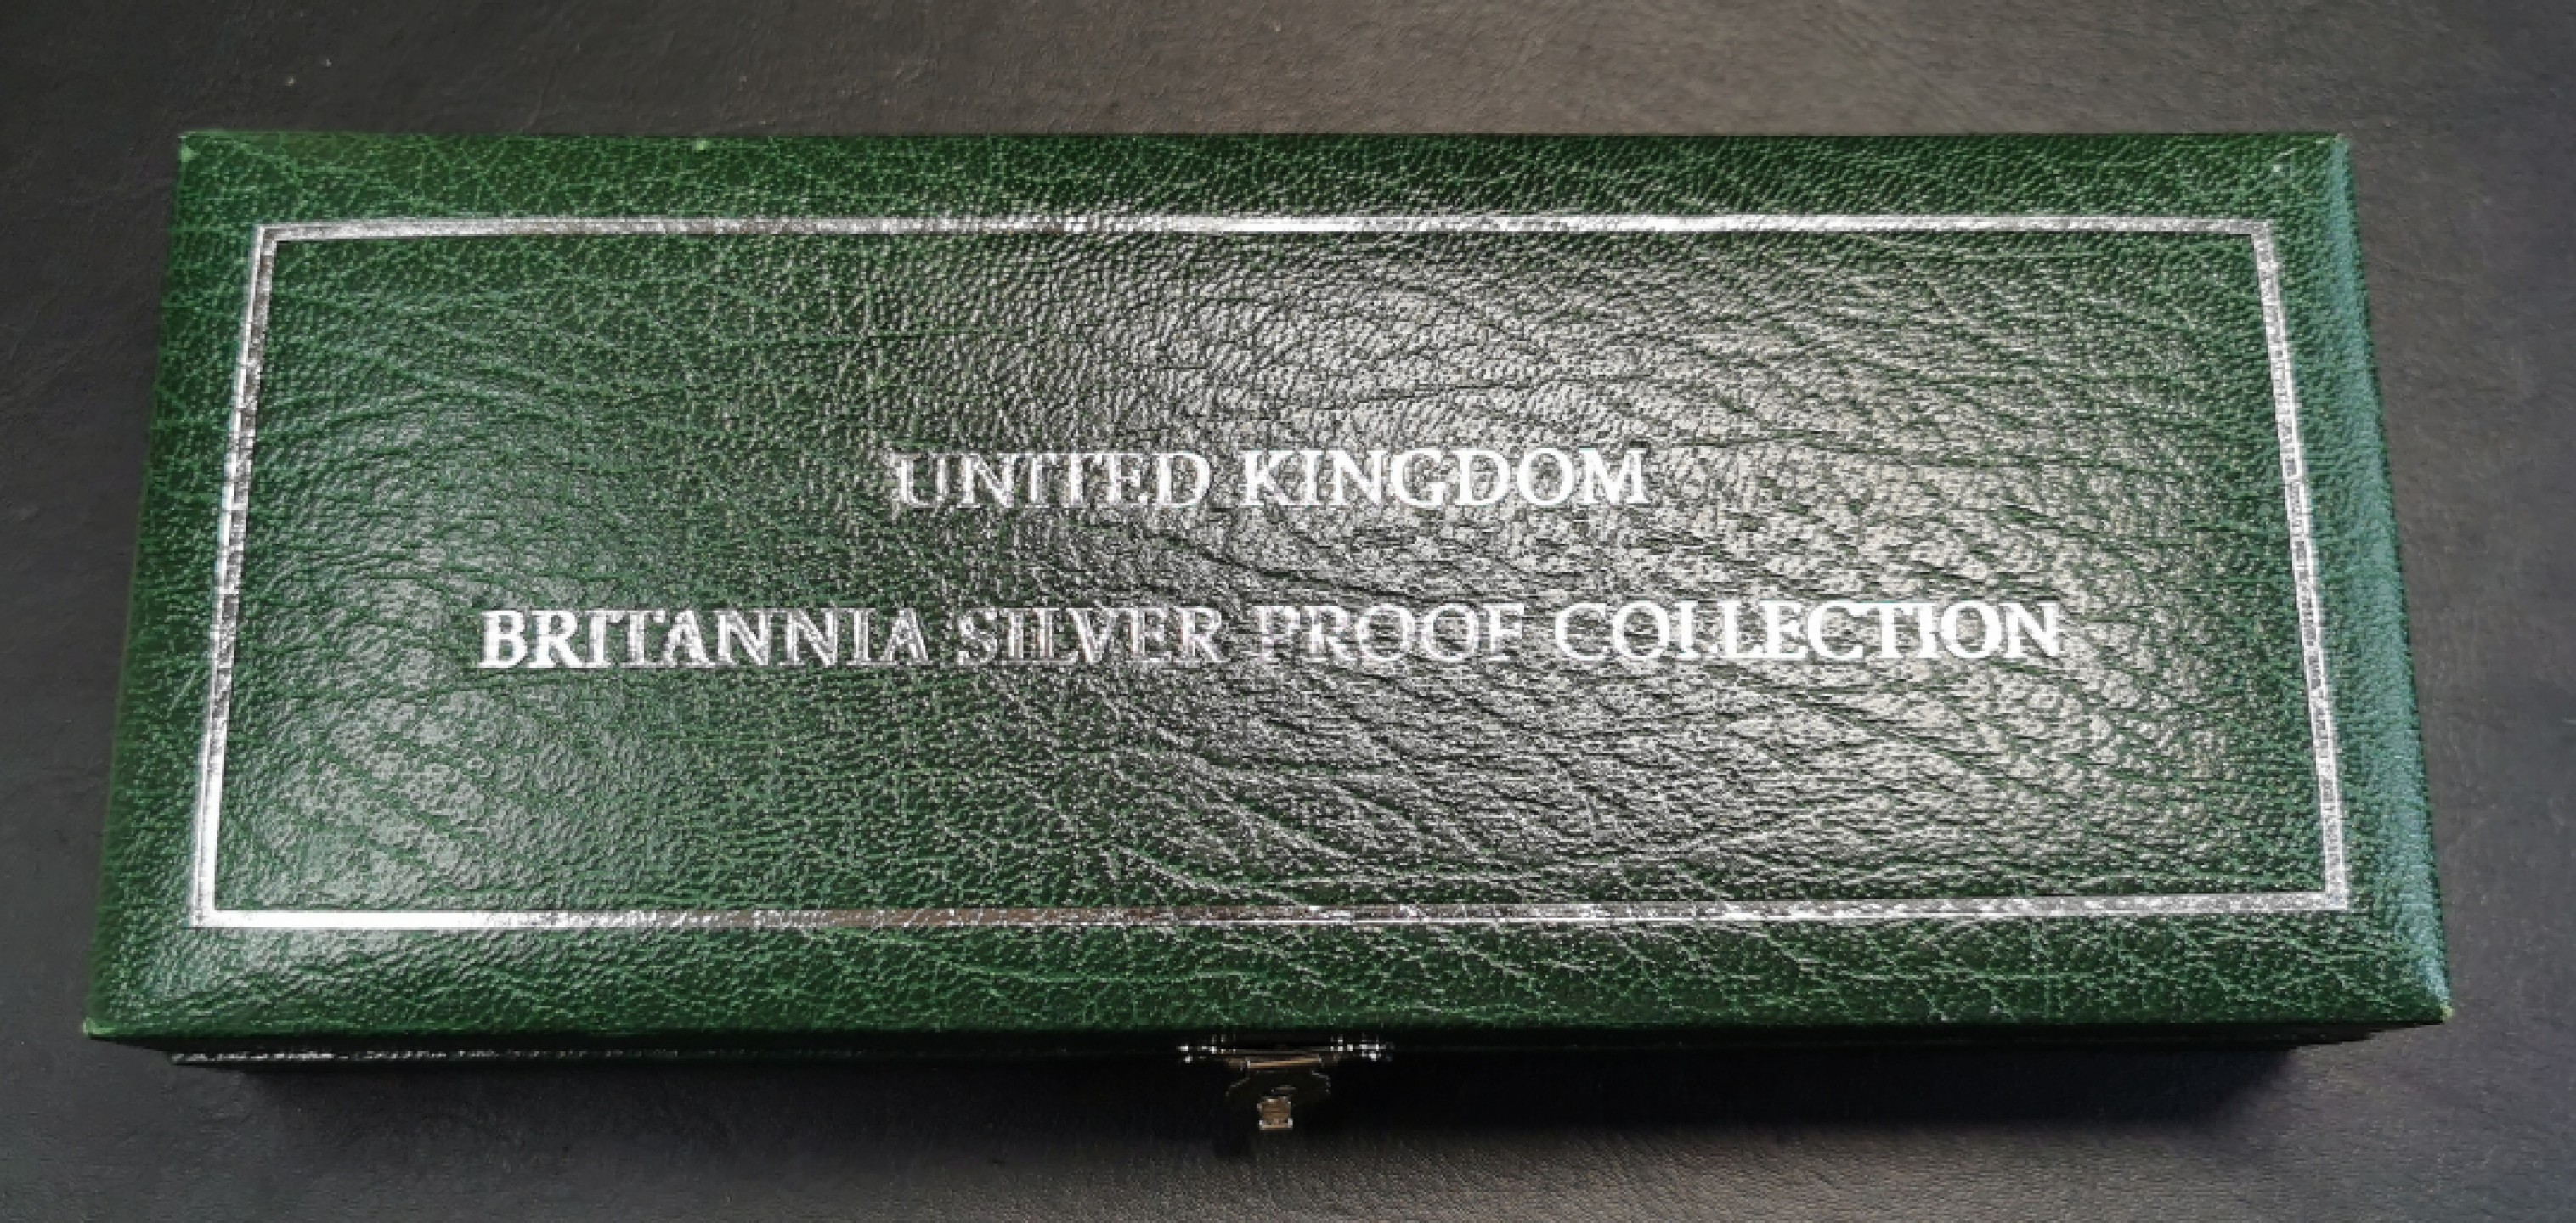 UNITED KINGDOM
BRITANNIA SILVER PROOF COLLECTION